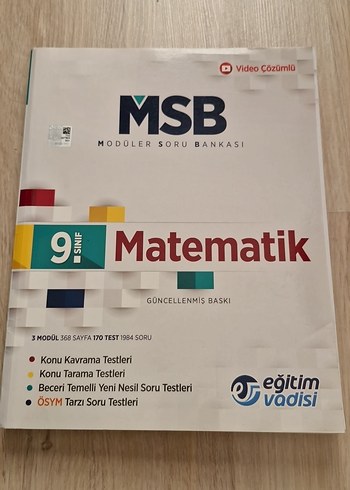 Video Çözümlü
MSB
MODÜLER SORU BANKASI
9. SINIF
Matematik
GÜNCELLENMİŞ BASKI
3 MODÜL 368 SAYFA 170 TEST 1984 SORU
Konu Kavrama Testleri
Konu Tarama Testleri
Beceri Temelli Yeni Nesil Soru Testleri
ÖSYM Tarzı Soru Testleri
eğitim
vadisi